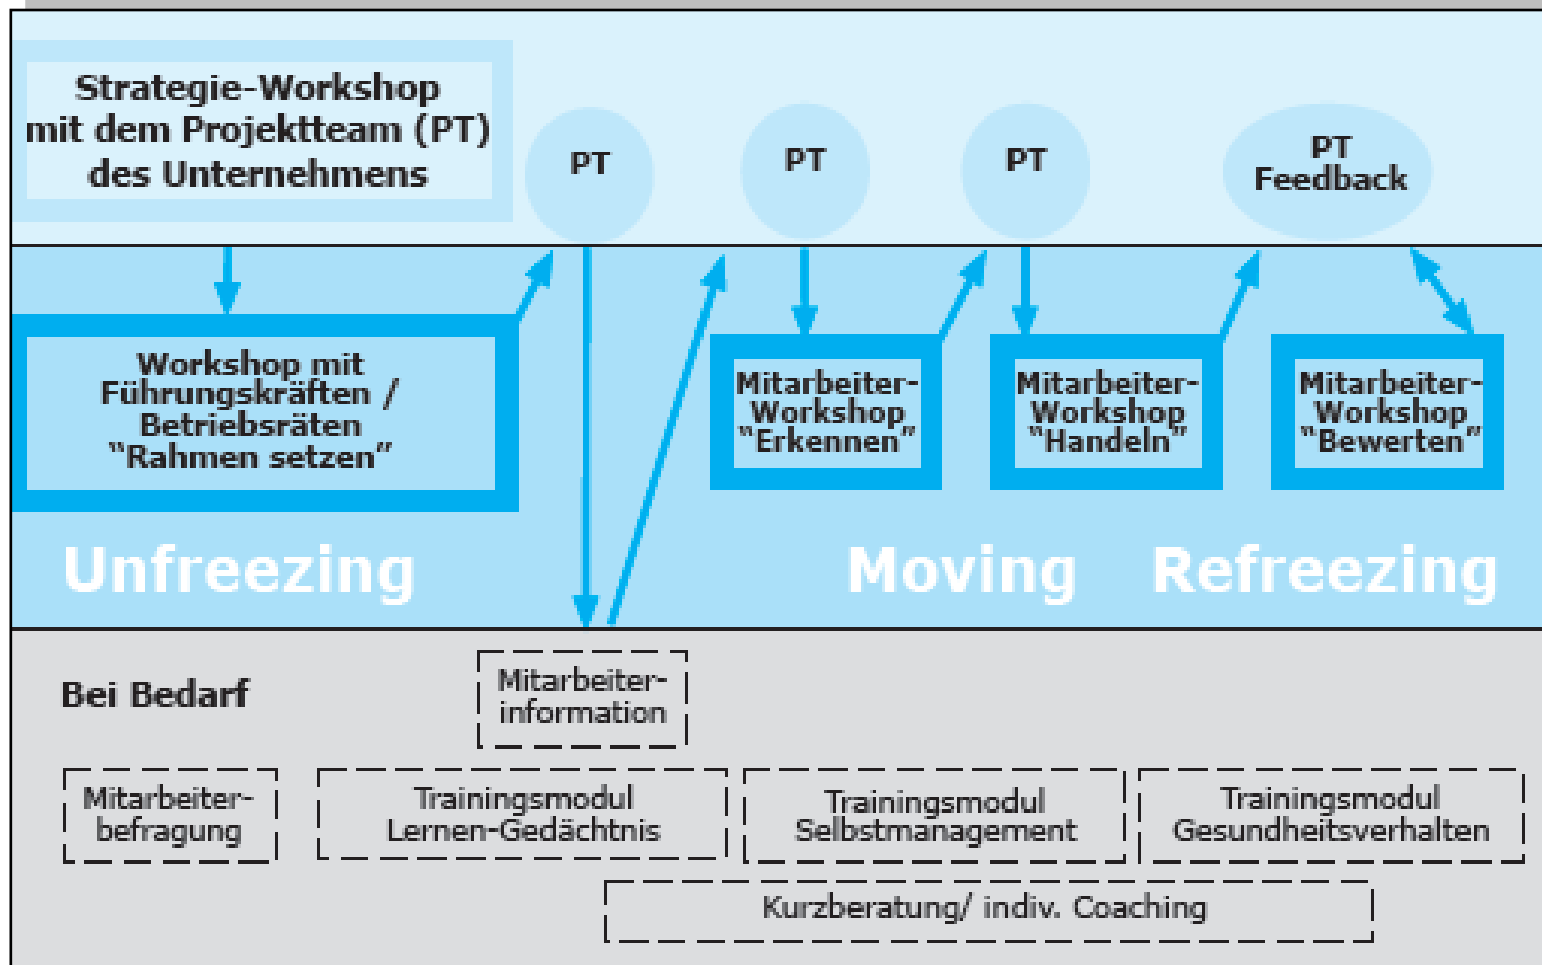 Strategie-Workshop
mit dem Projektteam (PT)
des Unternehmens
PT
PT
PT
PT
Feedback
Workshop mit
Führungskräften /
Betriebsräten
“Rahmen setzen”
Mitarbeiter-
Workshop
“Erkennen”
Mitarbeiter-
Workshop
“Handeln”
Mitarbeiter-
Workshop
“Bewerten”
Unfreezing
Moving
Refreezing
Bei Bedarf
Mitarbeiter-
information
Mitarbeiter-
befragung
Trainingsmodul
Lernen-Gedächtnis
Trainingsmodul
Selbstmanagement
Trainingsmodul
Gesundheitsverhalten
Kurzberatung/ indiv. Coaching